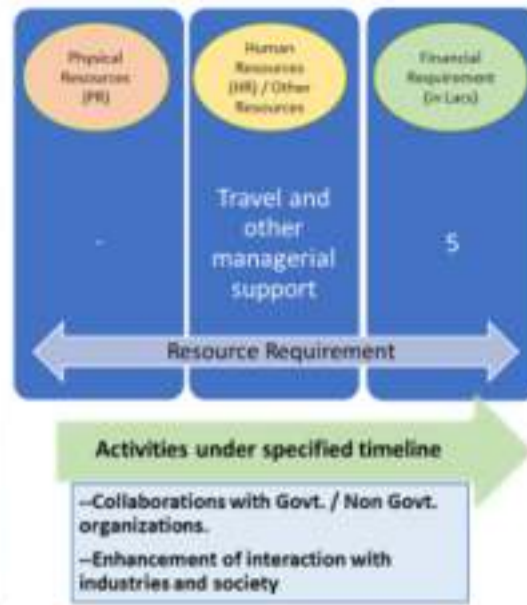 Physical
Resources
(PR)
Human
Resources
(HR) / Other
Resources
Financial
Requirement
(in Lacs)
-
Travel and
other
managerial
support
5
Resource Requirement
Activities under specified timeline
--Collaborations with Govt. / Non Govt.
organizations.
--Enhancement of interaction with
industries and society